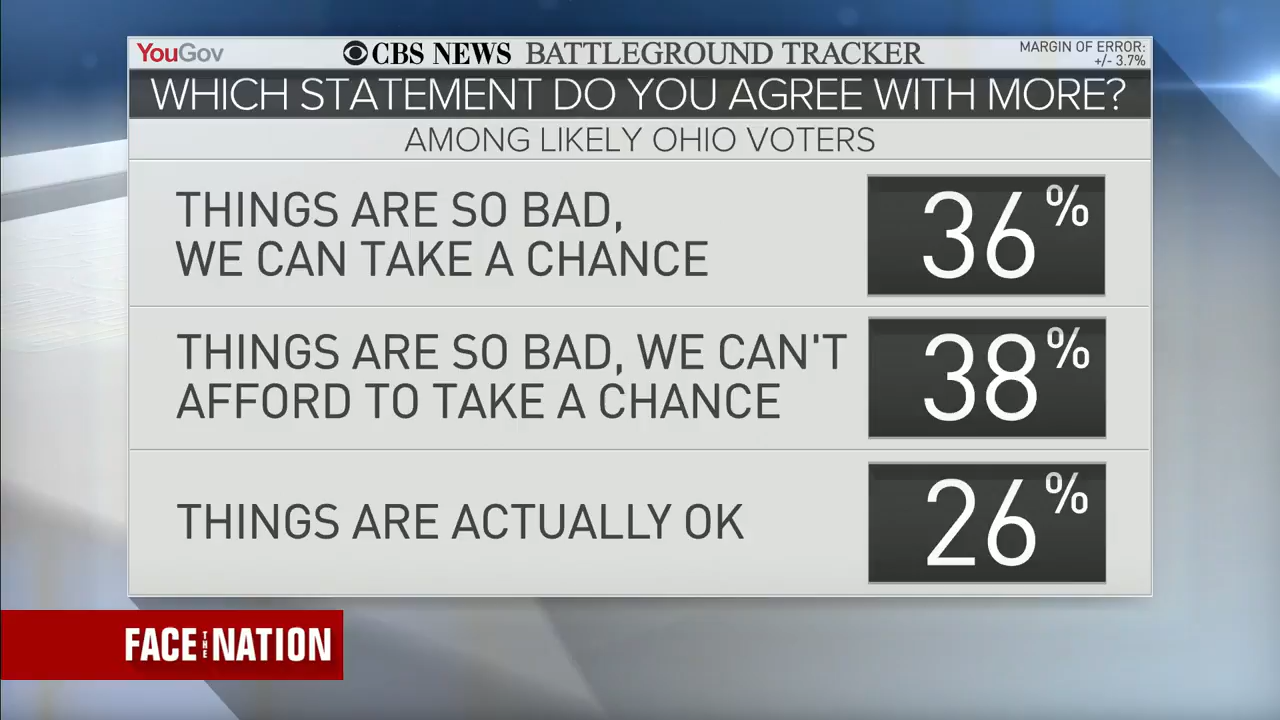 YouGov
CBS NEWS BATTLEGROUND TRACKER
MARGIN OF ERROR:
+/- 3.7%
WHICH STATEMENT DO YOU AGREE WITH MORE?
AMONG LIKELY OHIO VOTERS
THINGS ARE SO BAD,
WE CAN TAKE A CHANCE
36%
THINGS ARE SO BAD, WE CAN'T
AFFORD TO TAKE A CHANCE
38%
THINGS ARE ACTUALLY OK
26%
FACE THE NATION